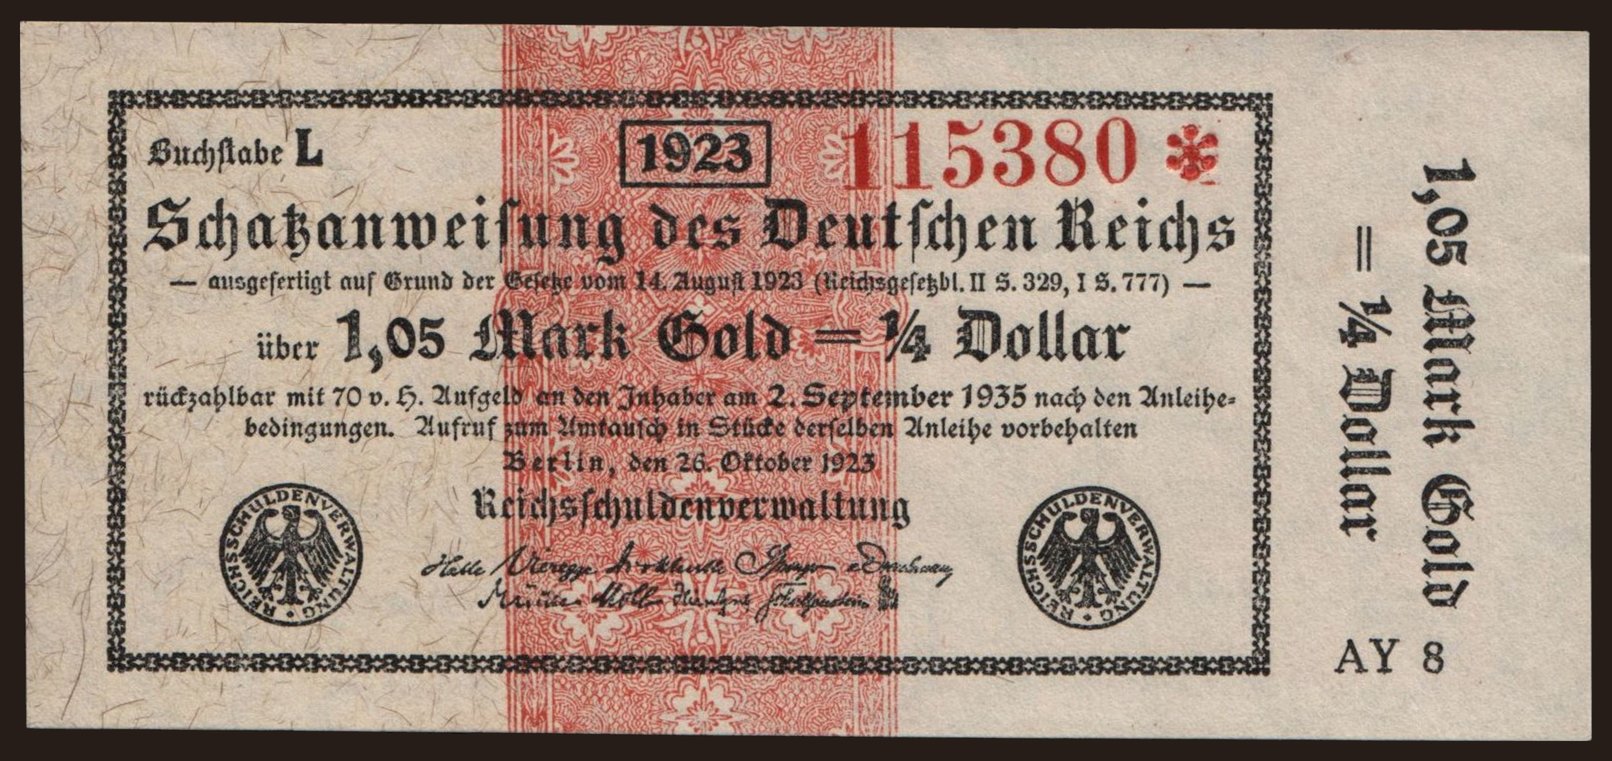 Buchstabe L
1923
115380 *
Schatzanweisung des Deutschen Reichs
— ausgefertigt auf Grund der Gesetze vom 14. August 1923 (Reichsgesetzbl. II S. 329, I S. 777) —
über 1,05 Mark Gold = ¼ Dollar
rückzahlbar mit 70 v. H. Aufgeld an den Inhaber am 2. September 1935 nach den Anleihe-
bedingungen. Aufruf zum Umtausch in Stücke derselben Anleihe vorbehalten
Berlin, den 26. Oktober 1923
Reichsschuldenverwaltung
Halle Vieregge
REICHSSCHULDENVERWALTUNG
REICHSSCHULDENVERWALTUNG
1,05 Mark Gold
= ¼ Dollar
AY 8